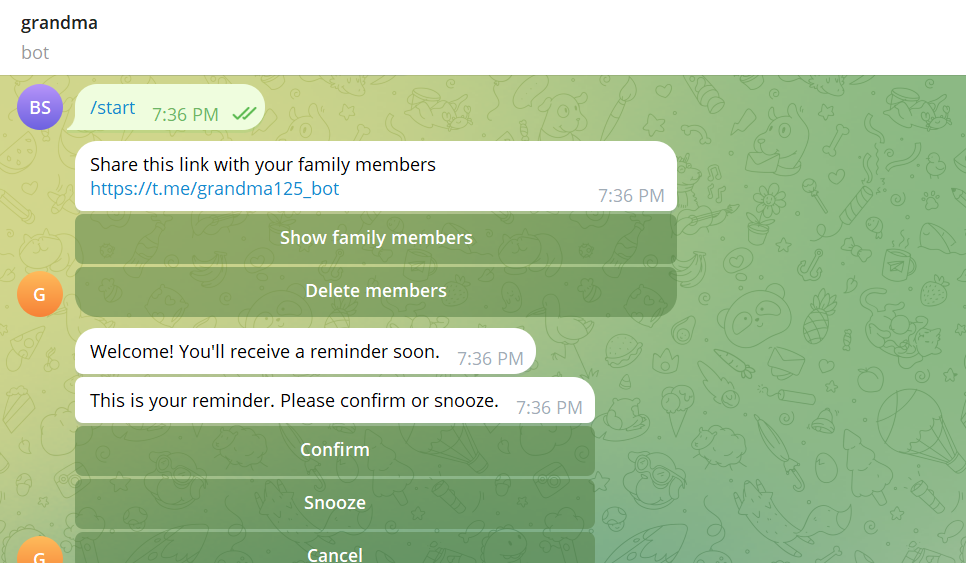 grandma
bot
BS
/start 7:36 PM
Share this link with your family members
https://t.me/grandma125_bot 7:36 PM
Show family members
Delete members
G
Welcome! You'll receive a reminder soon. 7:36 PM
This is your reminder. Please confirm or snooze. 7:36 PM
Confirm
Snooze
Cancel
G